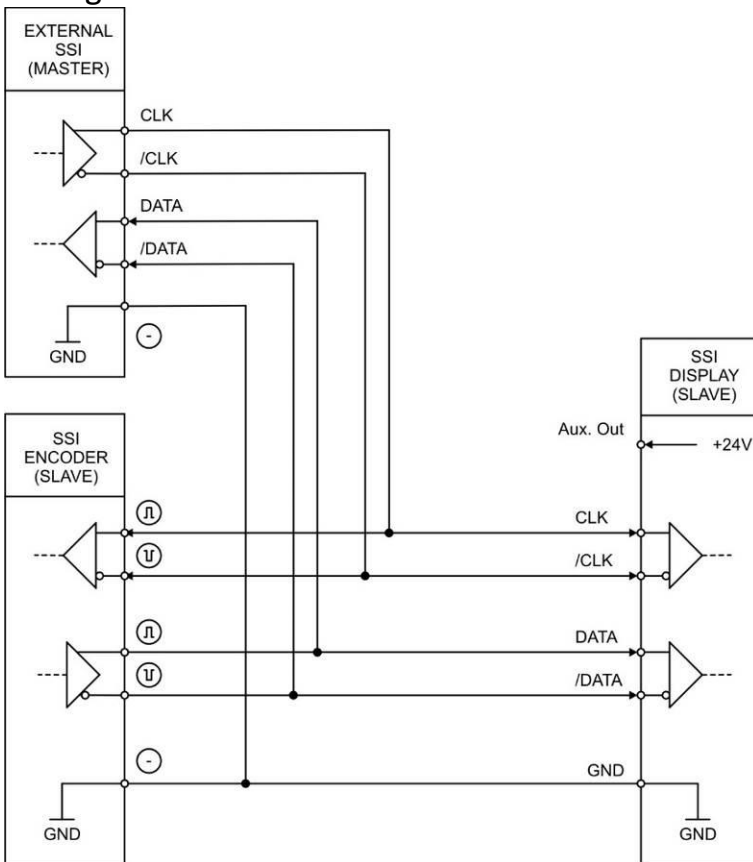 EXTERNAL
SSI
(MASTER)
CLK
/CLK
DATA
/DATA
GND
-
SSI
ENCODER
(SLAVE)
-
GND
SSI
DISPLAY
(SLAVE)
Aux. Out
+24V
CLK
/CLK
DATA
/DATA
GND
GND